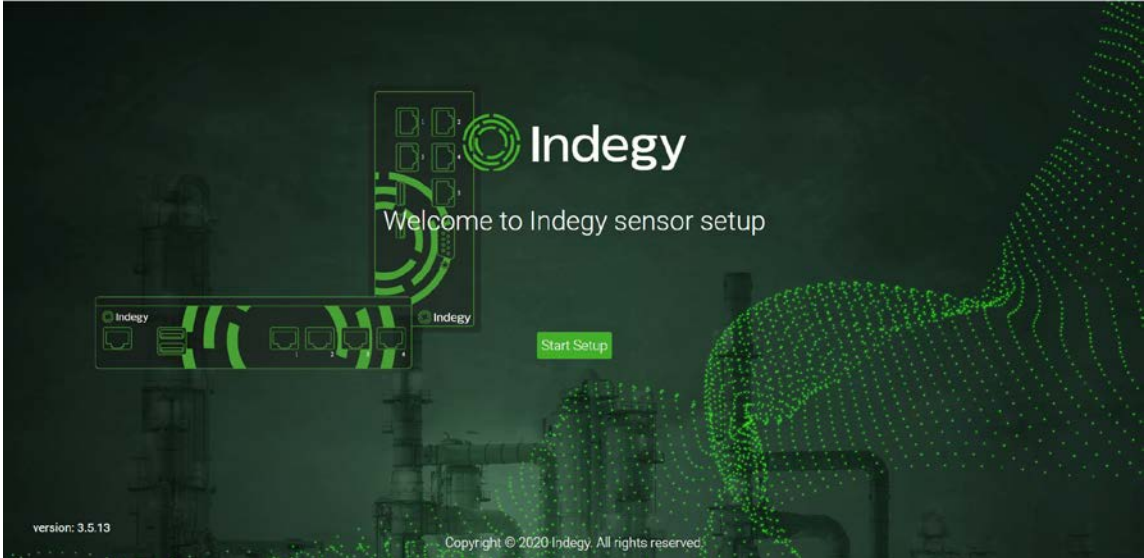 Indegy
Welcome to Indegy sensor setup
Indegy
Indegy
Start Setup
version: 3.5.13
Copyright © 2020 Indegy. All rights reserved.